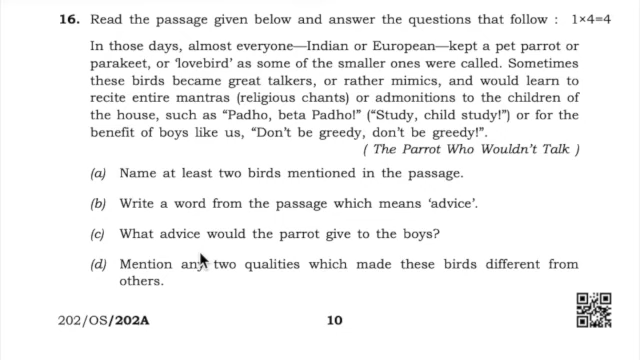 16. Read the passage given below and answer the questions that follow : 1×4=4
In those days, almost everyone—Indian or European—kept a pet parrot or
parakeet, or ‘lovebird’ as some of the smaller ones were called. Sometimes
these birds became great talkers, or rather mimics, and would learn to
recite entire mantras (religious chants) or admonitions to the children of
the house, such as “Padho, beta Padho!” (“Study, child study!”) or for the
benefit of boys like us, “Don’t be greedy, don’t be greedy!”.
( The Parrot Who Wouldn’t Talk )
(a) Name at least two birds mentioned in the passage.
(b) Write a word from the passage which means ‘advice’.
(c) What advice would the parrot give to the boys?
(d) Mention any two qualities which made these birds different from
others.
202/OS/202A 10